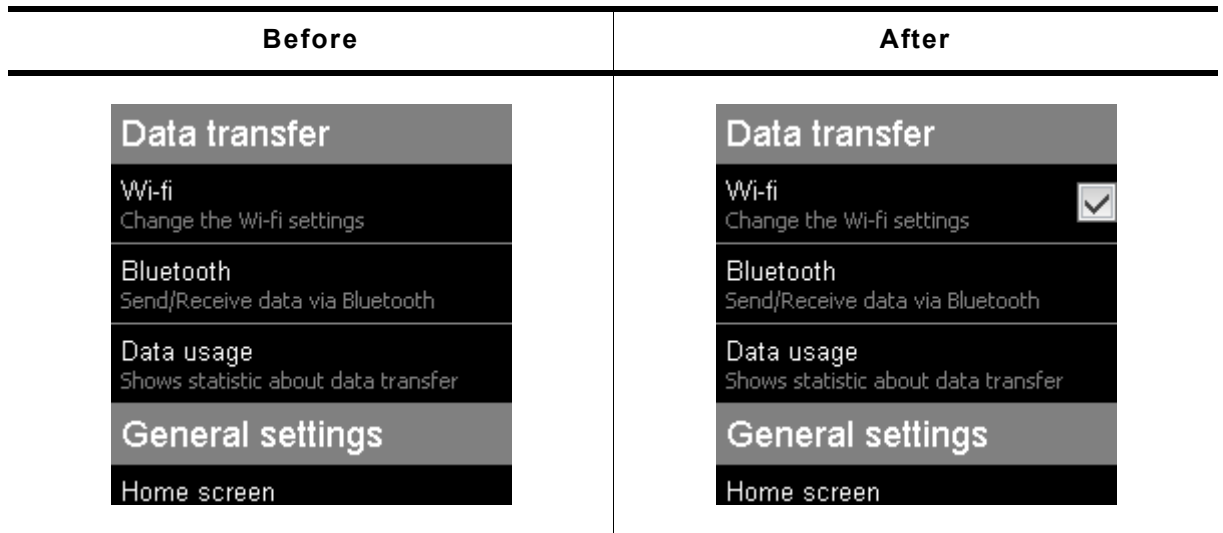 Before
After
Data transfer
Wi-fi
Change the Wi-fi settings
Bluetooth
Send/Receive data via Bluetooth
Data usage
Shows statistic about data transfer
General settings
Home screen
Data transfer
Wi-fi
Change the Wi-fi settings
Bluetooth
Send/Receive data via Bluetooth
Data usage
Shows statistic about data transfer
General settings
Home screen